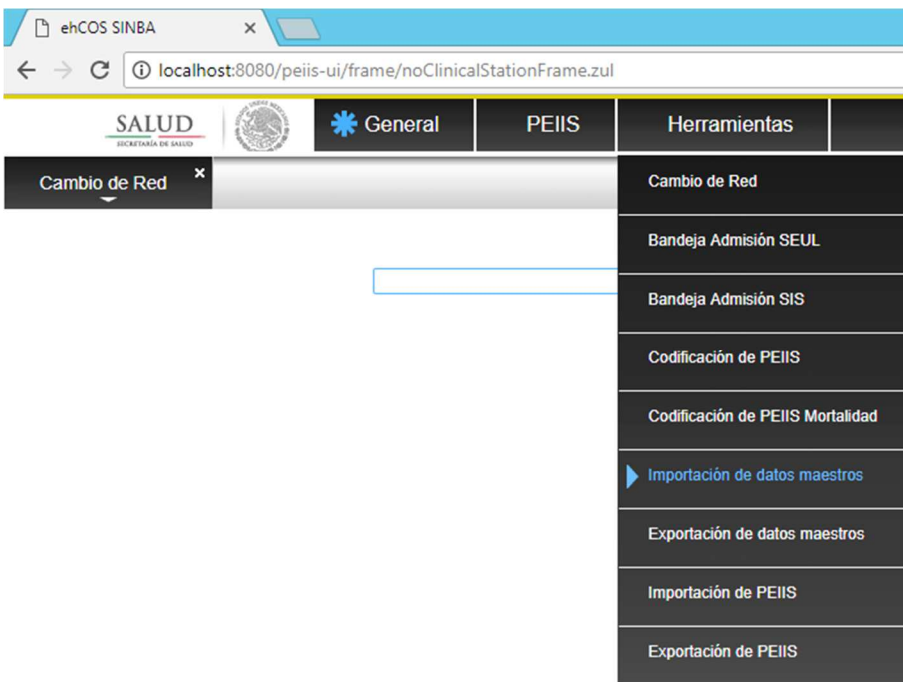 ehCOS SINBA
localhost:8080/peiis-ui/frame/noClinicalStationFrame.zul
SALUD
SECRETARÍA DE SALUD
General
PEIIS
Herramientas
Cambio de Red
Cambio de Red
Bandeja Admisión SEUL
Bandeja Admisión SIS
Codificación de PEIIS
Codificación de PEIIS Mortalidad
Importación de datos maestros
Exportación de datos maestros
Importación de PEIIS
Exportación de PEIIS